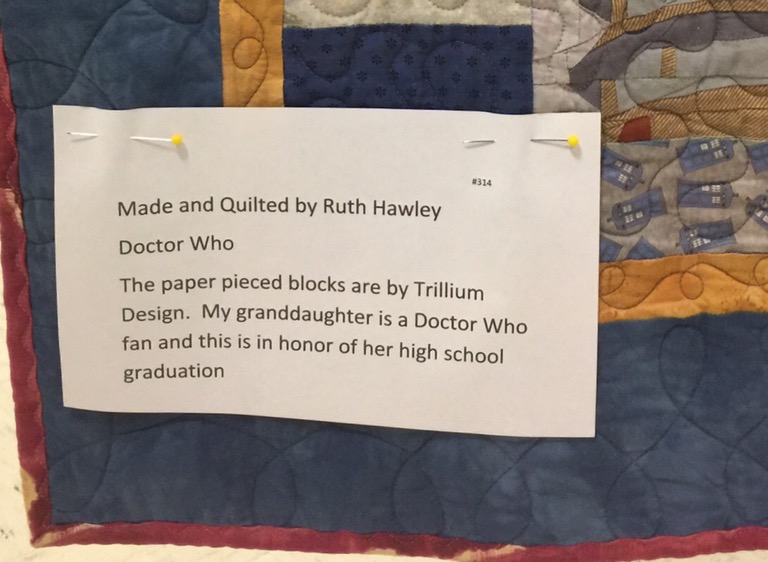 #314
Made and Quilted by Ruth Hawley
Doctor Who
The paper pieced blocks are by Trillium
Design.  My granddaughter is a Doctor Who
fan and this is in honor of her high school
graduation